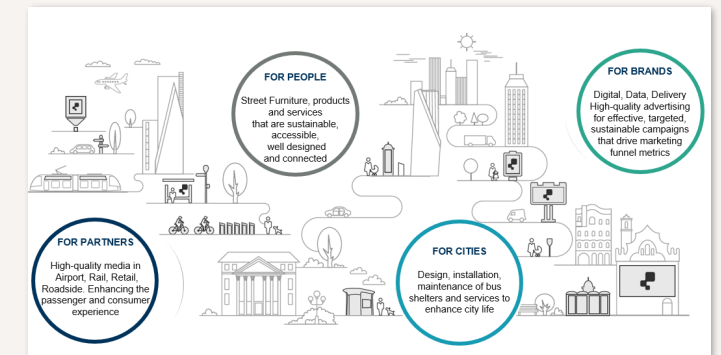 FOR PEOPLE
Street Furniture, products
and services
that are sustainable,
accessible,
well designed
and connected
FOR BRANDS
Digital, Data, Delivery
High-quality advertising
for effective, targeted,
sustainable campaigns
that drive marketing
funnel metrics
FOR PARTNERS
High-quality media in
Airport, Rail, Retail,
Roadside. Enhancing the
passenger and consumer
experience
FOR CITIES
Design, installation,
maintenance of bus
shelters and services to
enhance city life